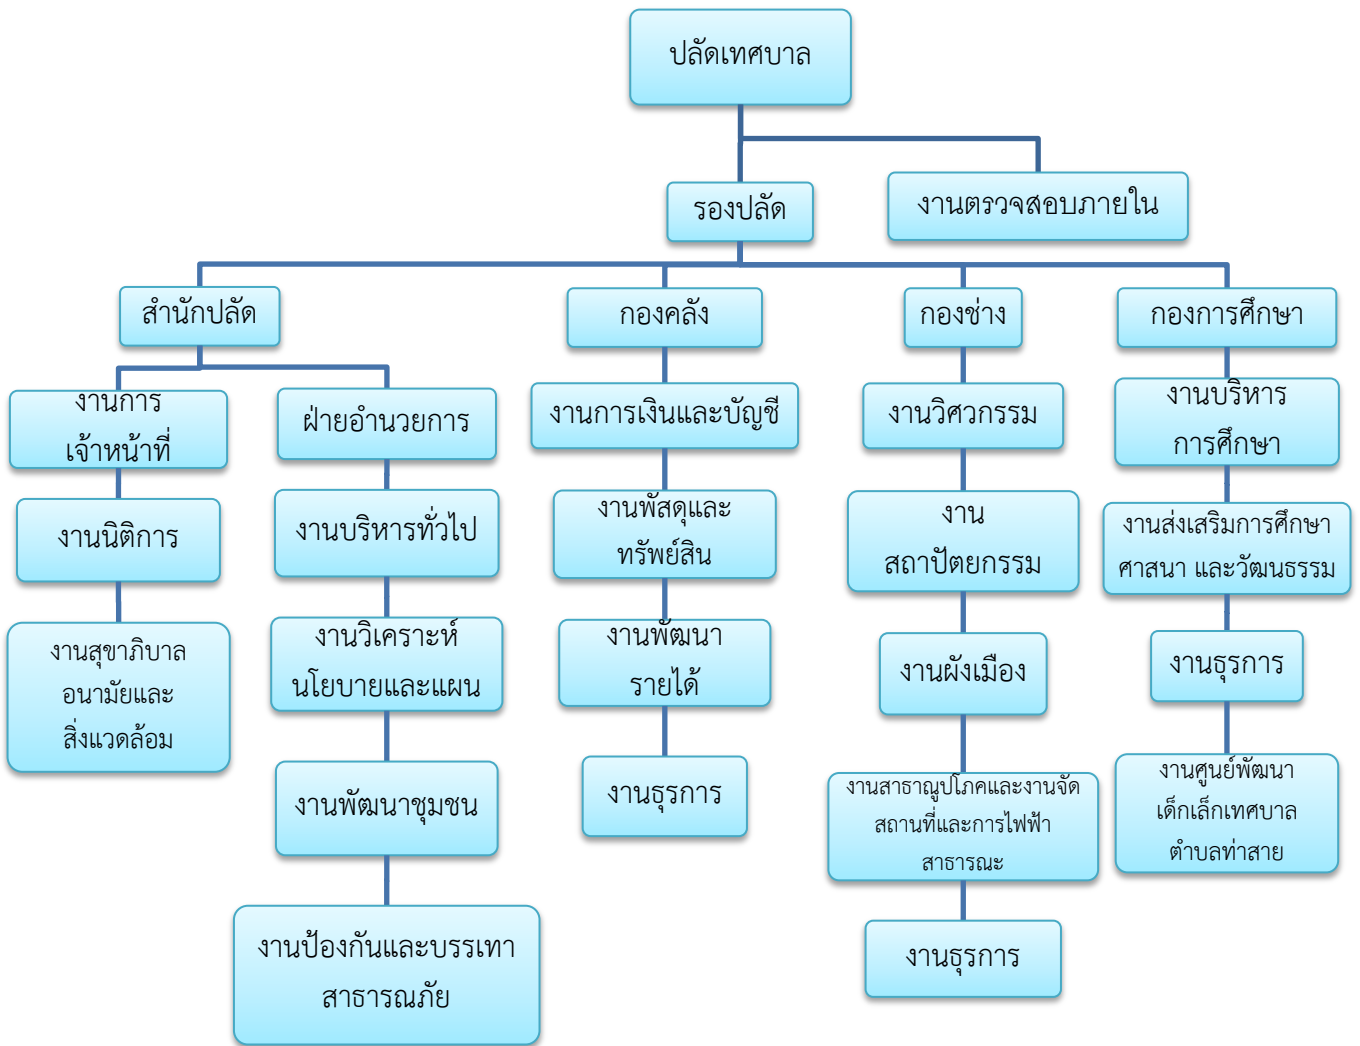 ปลัดเทศบาล
รองปลัด
งานตรวจสอบภายใน
สำนักปลัด
กองคลัง
กองช่าง
กองการศึกษา
งานการ
เจ้าหน้าที่
งานนิติการ
งานสุขาภิบาล
อนามัยและ
สิ่งแวดล้อม
ฝ่ายอำนวยการ
งานบริหารทั่วไป
งานวิเคราะห์
นโยบายและแผน
งานพัฒนาชุมชน
งานป้องกันและบรรเทา
สาธารณภัย
งานการเงินและบัญชี
งานพัสดุและ
ทรัพย์สิน
งานพัฒนา
รายได้
งานธุรการ
งานวิศวกรรม
งาน
สถาปัตยกรรม
งานผังเมือง
งานสาธาณูปโภคและงานจัด
สถานที่และการไฟฟ้า
สาธารณะ
งานธุรการ
งานบริหาร
การศึกษา
งานส่งเสริมการศึกษา
ศาสนา และวัฒนธรรม
งานธุรการ
งานศูนย์พัฒนา
เด็กเล็กเทศบาล
ตำบลท่าสาย